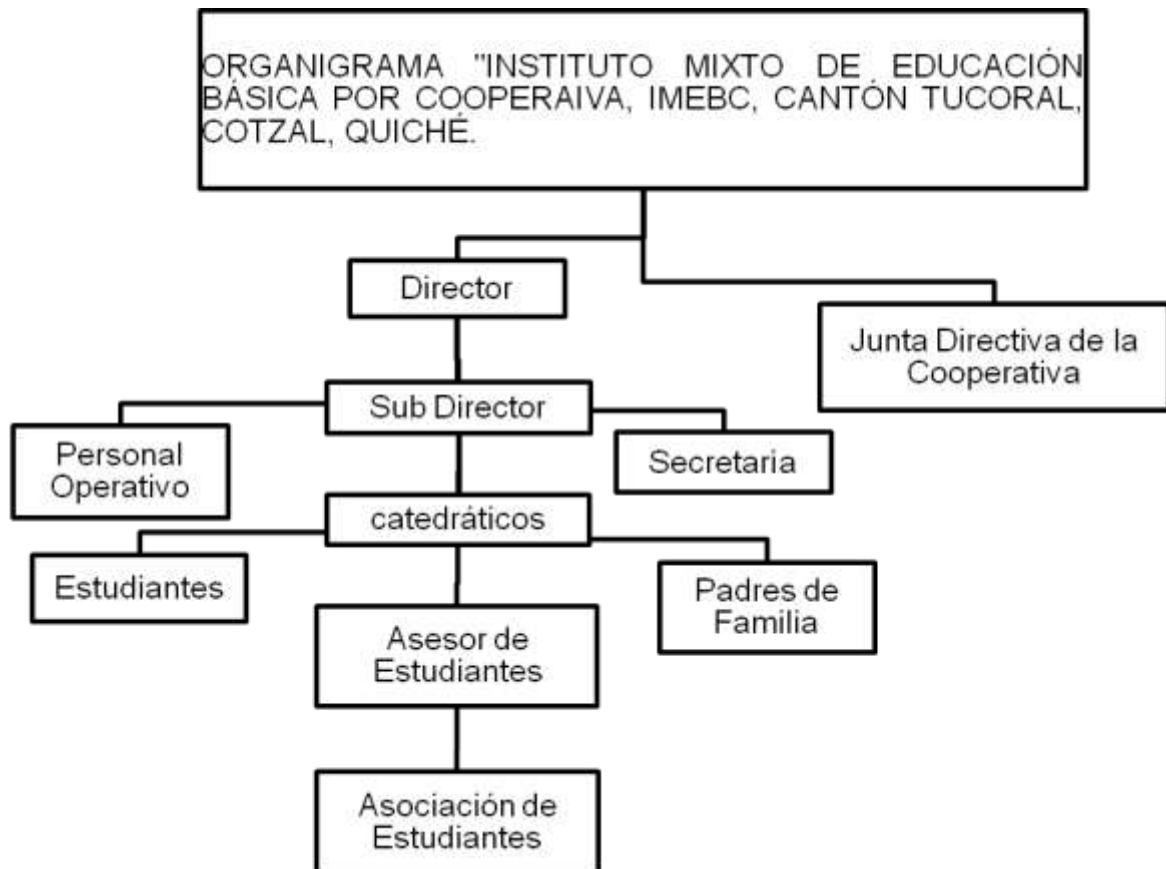 ORGANIGRAMA "INSTITUTO MIXTO DE EDUCACIÓN
BÁSICA POR COOPERAIVA, IMEBC, CANTÓN TUCORAL,
COTZAL, QUICHÉ.
Director
Junta Directiva de la
Cooperativa
Sub Director
Personal
Operativo
Secretaria
catedráticos
Estudiantes
Padres de
Familia
Asesor de
Estudiantes
Asociación de
Estudiantes